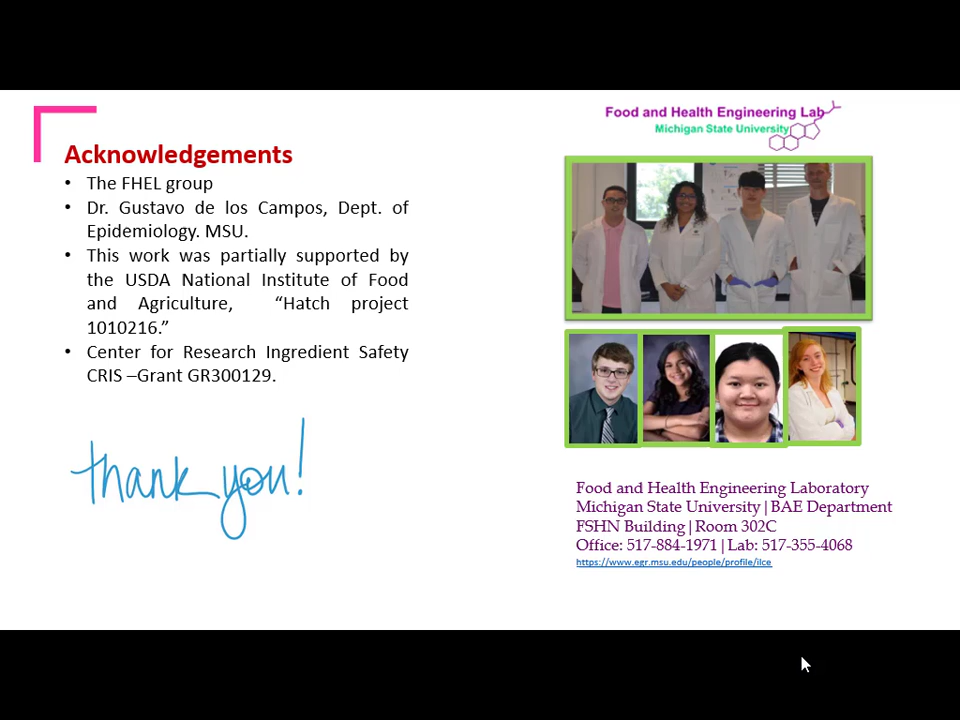 Food and Health Engineering Lab
Michigan State University
Acknowledgements
• The FHEL group
• Dr. Gustavo de los Campos, Dept. of
Epidemiology. MSU.
• This work was partially supported by
the USDA National Institute of Food
and Agriculture, “Hatch project
1010216.”
• Center for Research Ingredient Safety
CRIS –Grant GR300129.
thank you!
Food and Health Engineering Laboratory
Michigan State University|BAE Department
FSHN Building|Room 302C
Office: 517-884-1971|Lab: 517-355-4068
https://www.egr.msu.edu/people/profile/ilce